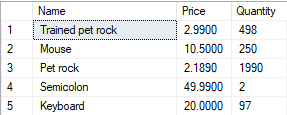 Name Price Quantity
1 Trained pet rock 2.9900 498
2 Mouse 10.5000 250
3 Pet rock 2.1890 1990
4 Semicolon 49.9900 2
5 Keyboard 20.0000 97